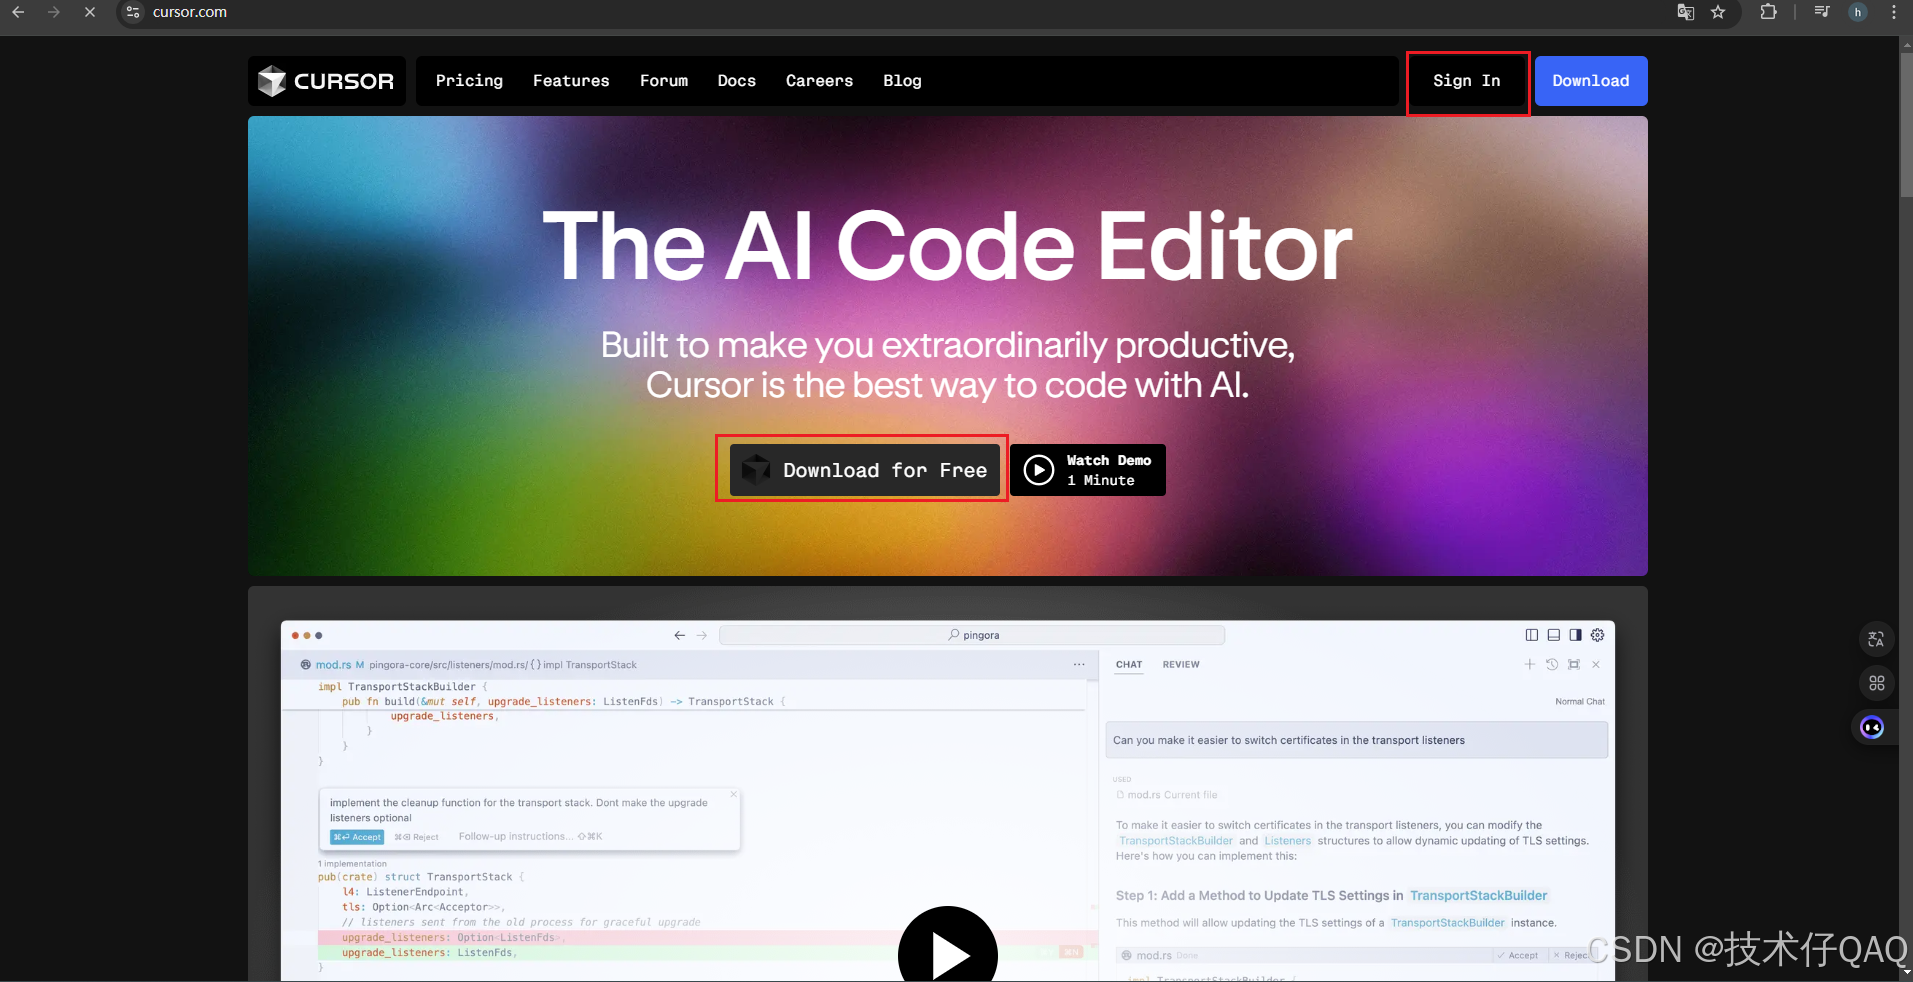 cursor.com
h
CURSOR
Pricing Features Forum Docs Careers Blog
Sign In
Download
The AI Code Editor
Built to make you extraordinarily productive,
Cursor is the best way to code with AI.
Download for Free
Watch Demo
1 Minute
pingora
mod.rs M pingora-core/src/listeners/mod.rs/ {} impl TransportStack
impl TransportStackBuilder {
pub fn build(&mut self, upgrade_listeners: ListenFds) -> TransportStack {
upgrade_listeners,
}
}
}
implement the cleanup function for the transport stack. Dont make the upgrade
listeners optional
Accept
Reject
Follow-up instructions... ⇧⌘K
1 implementation
pub(crate) struct TransportStack {
l4: ListenerEndpoint,
tls: Option<Arc<Acceptor>>,
// listeners sent from the old process for graceful upgrade
upgrade_listeners: Option<ListenFds>,
upgrade_listeners: ListenFds,
}
CHAT REVIEW
Normal Chat
Can you make it easier to switch certificates in the transport listeners
USED
mod.rs Current file
To make it easier to switch certificates in the transport listeners, you can modify the
TransportStackBuilder and Listeners structures to allow dynamic updating of TLS settings.
Here's how you can implement this:
Step 1: Add a Method to Update TLS Settings in TransportStackBuilder
This method will allow updating the TLS settings of a TransportStackBuilder instance.
mod.rs Done
Accept
impl TransportStackBuilder {
CSDN @技术仔QAQ